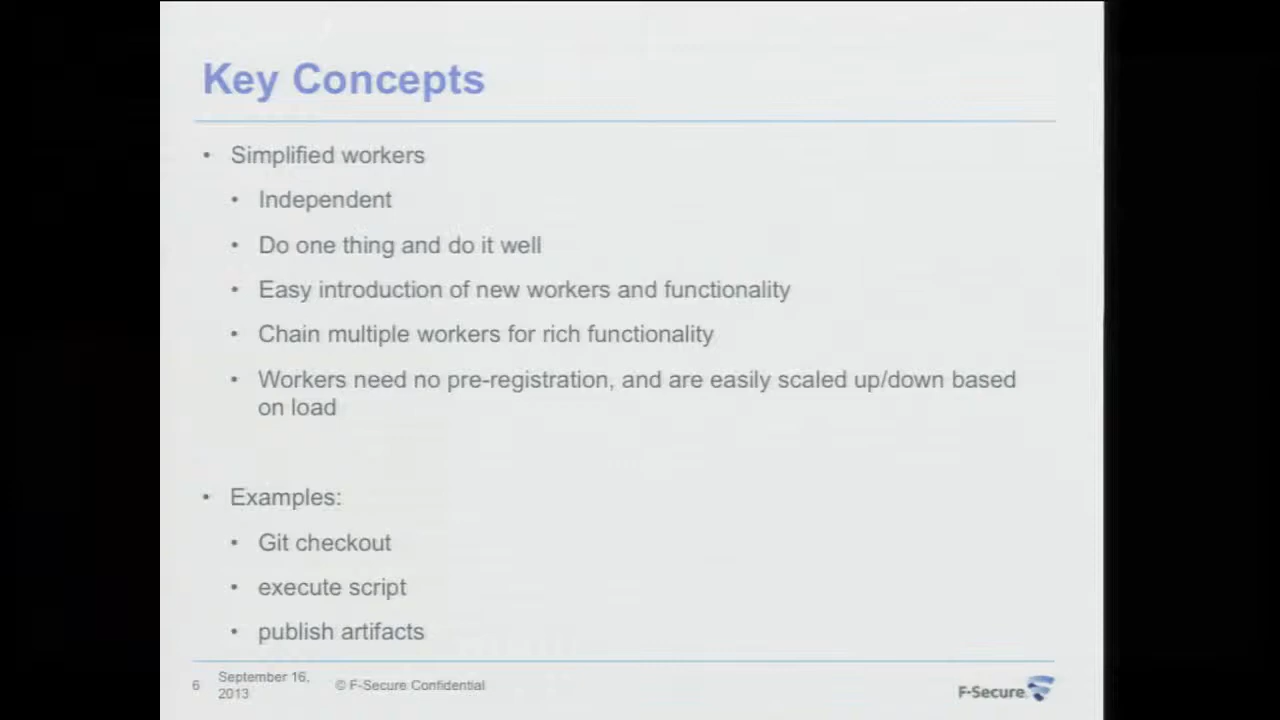 Key Concepts
• Simplified workers
• Independent
• Do one thing and do it well
• Easy introduction of new workers and functionality
• Chain multiple workers for rich functionality
• Workers need no pre-registration, and are easily scaled up/down based
on load
• Examples:
• Git checkout
• execute script
• publish artifacts
6 September 16,
2013 © F-Secure Confidential
F-Secure